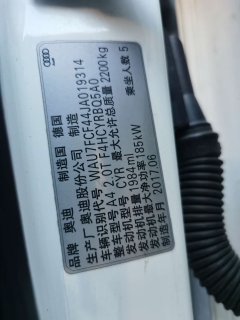 品牌 奥迪 制造国 德国
生产厂 奥迪股份公司 制造
车辆识别代号 WAU7FCF44JA019314
整车型号 A4 2.0T F4HCYRBQ5A0
发动机型号 CYR 最大允许总质量 2200kg
发动机排量 1984ml
发动机最大净功率 185kW 乘坐人数 5
制造年月 201706